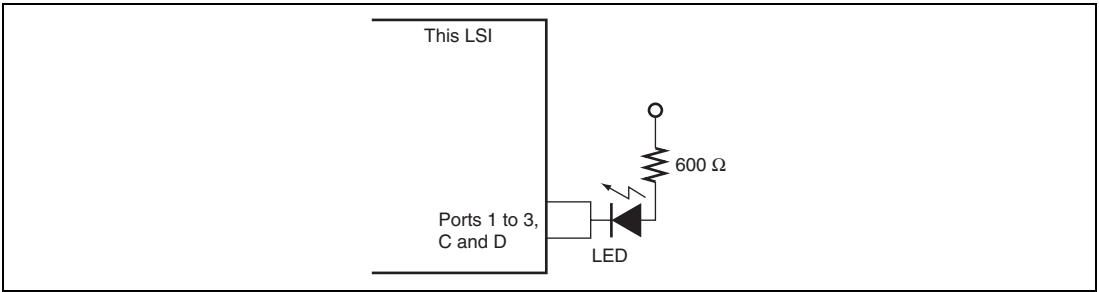 This LSI
600 Ω
Ports 1 to 3,
C and D
LED